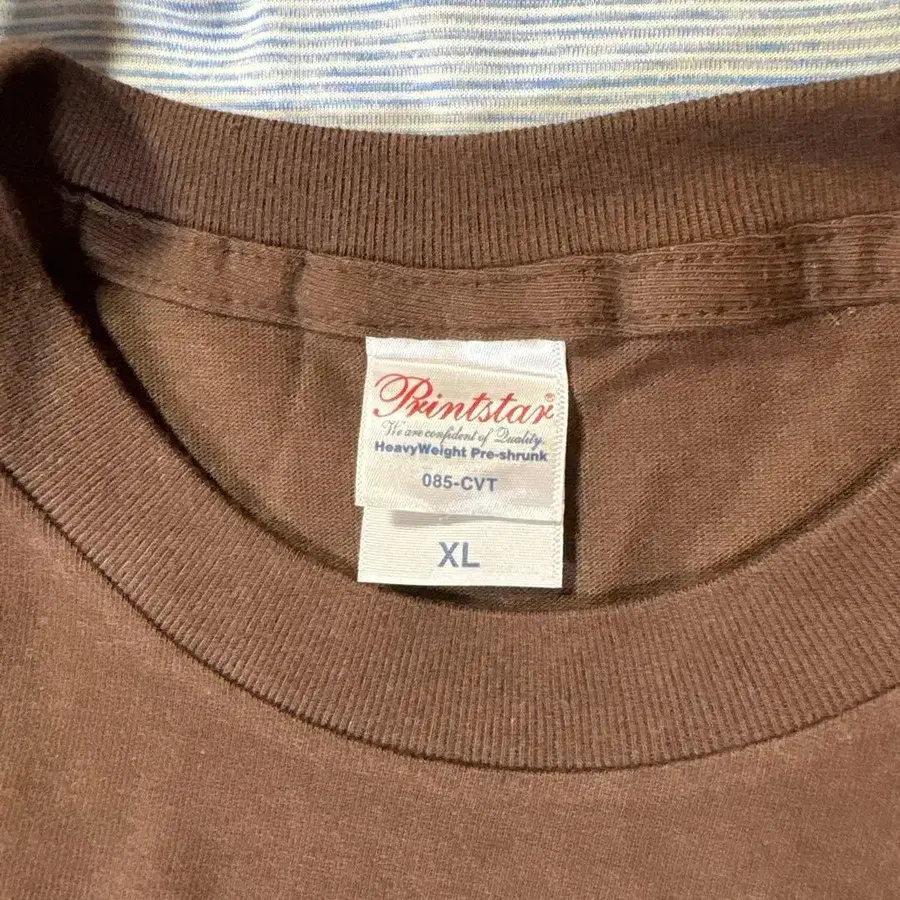 Printstar®
We are confident of Quality.
HeavyWeight Pre-shrunk
085-CVT
XL